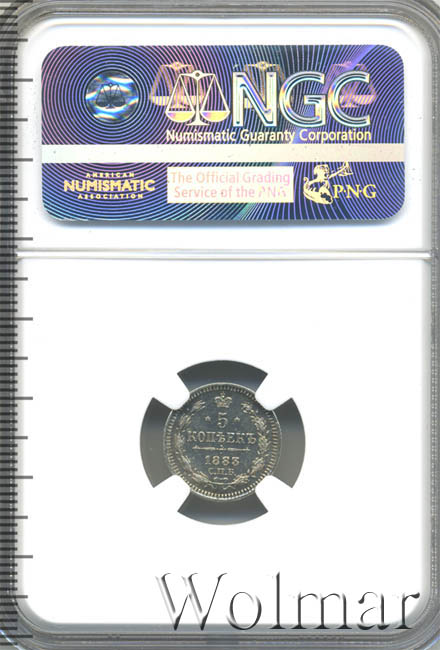 NGC
Numismatic Guaranty Corporation
AMERICAN
NUMISMATIC
ASSOCIATION
The Official Grading
Service of the ANA
PNG
5
КОПѢЕКЪ
1883
С.П.Б.
Wolmar